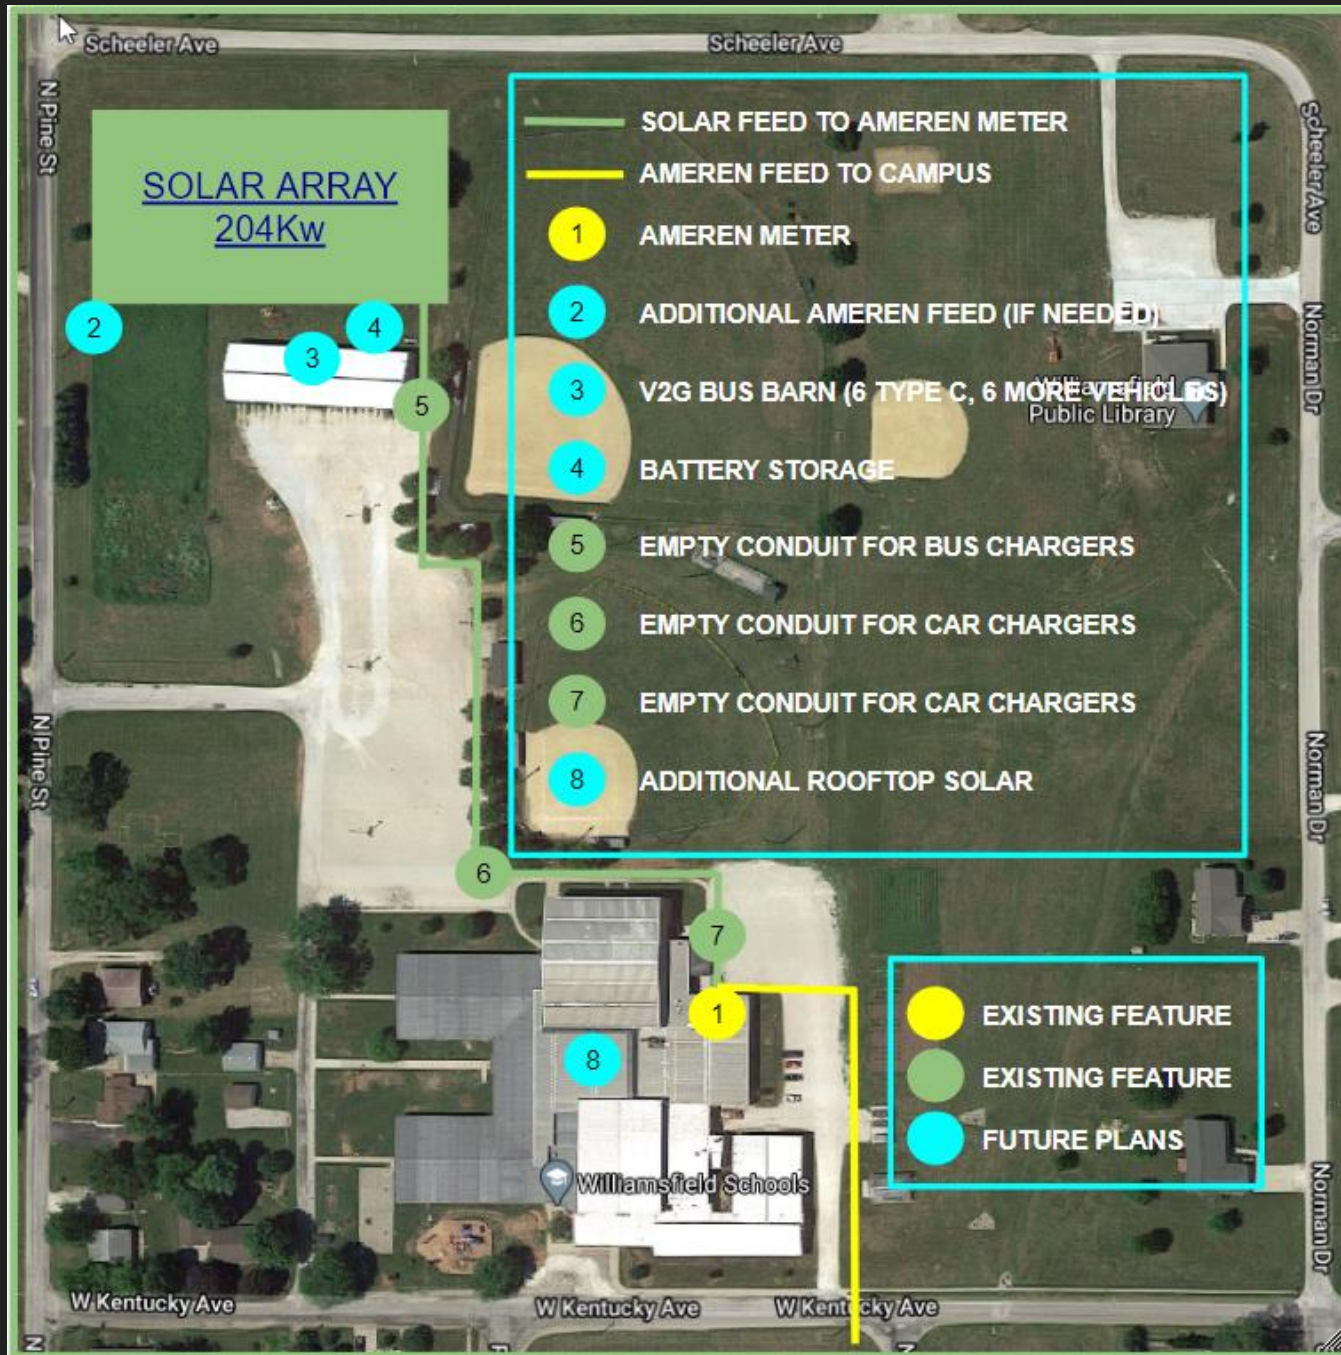 Scheeler Ave
Scheeler Ave
N Pine St
Scheeler Ave
SOLAR ARRAY
204Kw
SOLAR FEED TO AMEREN METER
AMEREN FEED TO CAMPUS
1 AMEREN METER
2 ADDITIONAL AMEREN FEED (IF NEEDED)
3 V2G BUS BARN (6 TYPE C, 6 MORE VEHICLES)
4 BATTERY STORAGE
5 EMPTY CONDUIT FOR BUS CHARGERS
6 EMPTY CONDUIT FOR CAR CHARGERS
7 EMPTY CONDUIT FOR CAR CHARGERS
8 ADDITIONAL ROOFTOP SOLAR
2
3
4
5
Norman Dr
Williamsfield
Public Library
N Pine St
Norman Dr
6
7
1
8
EXISTING FEATURE
EXISTING FEATURE
FUTURE PLANS
Williamsfield Schools
Norman Dr
W Kentucky Ave
W Kentucky Ave
W Kentucky Ave
N
N